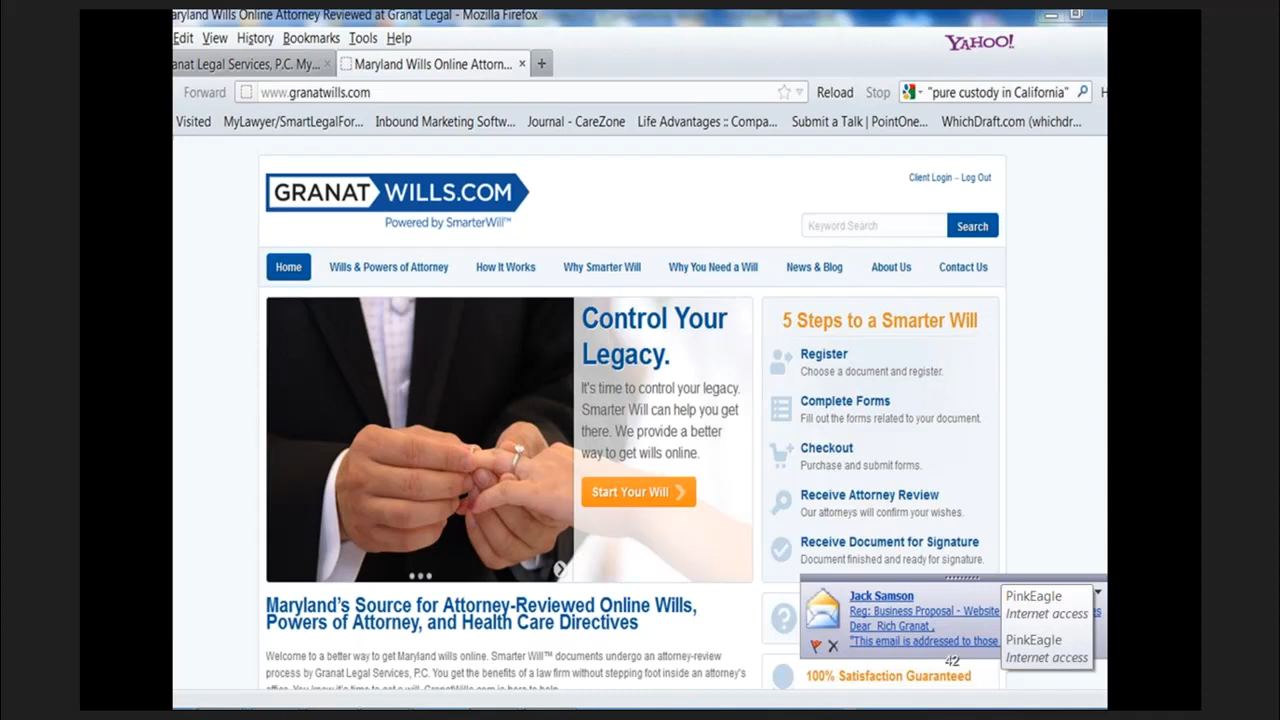 aryland Wills Online Attorney Reviewed at Granat Legal - Mozilla Firefox
Edit View History Bookmarks Tools Help
YAHOO!
anat Legal Services, P.C. My... ×
Maryland Wills Online Attorn... × +
Forward www.granatwills.com Reload Stop "pure custody in California" H
Visited MyLawyer/SmartLegalFor... Inbound Marketing Softw... Journal - CareZone Life Advantages :: Compa... Submit a Talk | PointOne... WhichDraft.com (whichdr...
GRANAT WILLS.COM
Powered by SmarterWill™
Client Login – Log Out
Keyword Search Search
Home Wills & Powers of Attorney How It Works Why Smarter Will Why You Need a Will News & Blog About Us Contact Us
Control Your
Legacy.
It's time to control your legacy.
Smarter Will can help you get
there. We provide a better
way to get wills online.
Start Your Will
5 Steps to a Smarter Will
Register
Choose a document and register.
Complete Forms
Fill out the forms related to your document.
Checkout
Purchase and submit forms.
Receive Attorney Review
Our attorneys will confirm your wishes.
Receive Document for Signature
Document finished and ready for signature.
Maryland's Source for Attorney-Reviewed Online Wills,
Powers of Attorney, and Health Care Directives
Welcome to a better way to get Maryland wills online. Smarter Will™ documents undergo an attorney-review
process by Granat Legal Services, P.C. You get the benefits of a law firm without stepping foot inside an attorney's
Jack Samson
Reg: Business Proposal - Website
Dear Rich Granat ,
"This email is addressed to those
PinkEagle
Internet access
PinkEagle
Internet access
42
100% Satisfaction Guaranteed